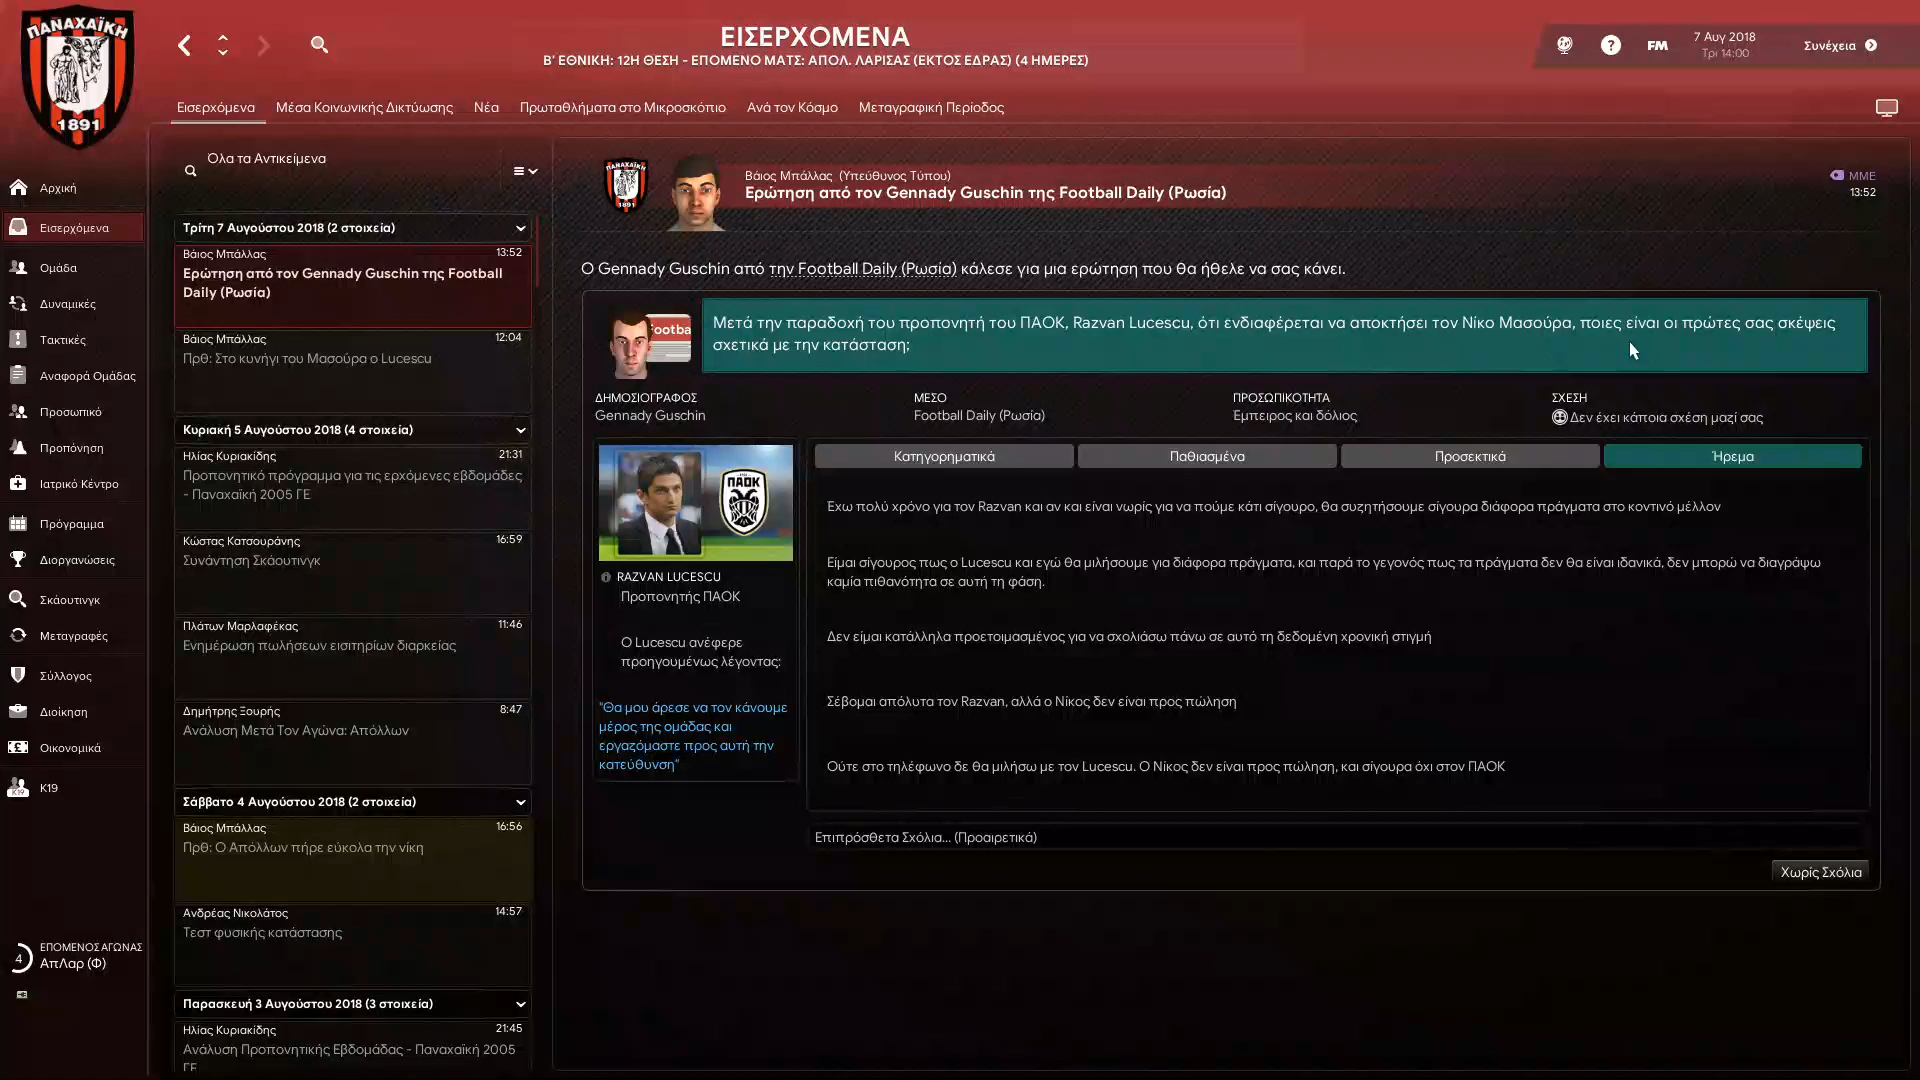 ΠΑΝΑΧΑΪΚΗ
1891
ΕΙΣΕΡΧΟΜΕΝΑ
Β' ΕΘΝΙΚΗ: 12Η ΘΕΣΗ - ΕΠΟΜΕΝΟ ΜΑΤΣ: ΑΠΟΛ. ΛΑΡΙΣΑΣ (ΕΚΤΟΣ ΕΔΡΑΣ) (4 ΗΜΕΡΕΣ)
FM
7 Αυγ 2018
Τρι 14:00
Συνέχεια
Εισερχόμενα
Μέσα Κοινωνικής Δικτύωσης
Νέα
Πρωταθλήματα στο Μικροσκόπιο
Ανά τον Κόσμο
Μεταγραφική Περίοδος
Αρχική
Εισερχόμενα
Ομάδα
Δυναμικές
Τακτικές
Αναφορά Ομάδας
Προσωπικό
Προπόνηση
Ιατρικό Κέντρο
Πρόγραμμα
Διοργανώσεις
Σκάουτινγκ
Μεταγραφές
Σύλλογος
Διοίκηση
Οικονομικά
Κ19
4
ΕΠΟΜΕΝΟΣ ΑΓΩΝΑΣ
ΑπΛαρ (Φ)
Όλα τα Αντικείμενα
Τρίτη 7 Αυγούστου 2018 (2 στοιχεία)
Βάιος Μπάλλας 13:52
Ερώτηση από τον Gennady Guschin της Football
Daily (Ρωσία)
Βάιος Μπάλλας 12:04
Πρθ: Στο κυνήγι του Μασούρα ο Lucescu
Κυριακή 5 Αυγούστου 2018 (4 στοιχεία)
Ηλίας Κυριακίδης 21:31
Προπονητικό πρόγραμμα για τις ερχόμενες εβδομάδες
- Παναχαϊκή 2005 ΓΕ
Κώστας Κατσουράνης 16:59
Συνάντηση Σκάουτινγκ
Πλάτων Μαρλαφέκας 11:46
Ενημέρωση πωλήσεων εισιτηρίων διαρκείας
Δημήτρης Ξουρής 8:47
Ανάλυση Μετά Τον Αγώνα: Απόλλων
Σάββατο 4 Αυγούστου 2018 (2 στοιχεία)
Βάιος Μπάλλας 16:56
Πρθ: Ο Απόλλων πήρε εύκολα την νίκη
Ανδρέας Νικολάτος 14:57
Τεστ φυσικής κατάστασης
Παρασκευή 3 Αυγούστου 2018 (3 στοιχεία)
Ηλίας Κυριακίδης 21:45
Ανάλυση Προπονητικής Εβδομάδας - Παναχαϊκή 2005
ΓΕ
ΠΑΝΑΧΑΪΚΗ
1891
Βάιος Μπάλλας (Υπεύθυνος Τύπου)
Ερώτηση από τον Gennady Guschin της Football Daily (Ρωσία)
ΜΜΕ
13:52
Ο Gennady Guschin από την Football Daily (Ρωσία) κάλεσε για μια ερώτηση που θα ήθελε να σας κάνει.
Footba
Μετά την παραδοχή του προπονητή του ΠΑΟΚ, Razvan Lucescu, ότι ενδιαφέρεται να αποκτήσει τον Νίκο Μασούρα, ποιες είναι οι πρώτες σας σκέψεις
σχετικά με την κατάσταση;
ΔΗΜΟΣΙΟΓΡΑΦΟΣ
Gennady Guschin
ΜΕΣΟ
Football Daily (Ρωσία)
ΠΡΟΣΩΠΙΚΟΤΗΤΑ
Έμπειρος και δόλιος
ΣΧΕΣΗ
Δεν έχει κάποια σχέση μαζί σας
ΠΑΟΚ
RAZVAN LUCESCU
Προπονητής ΠΑΟΚ
Ο Lucescu ανέφερε
προηγουμένως λέγοντας:
"Θα μου άρεσε να τον κάνουμε
μέρος της ομάδας και
εργαζόμαστε προς αυτή την
κατεύθυνση"
Κατηγορηματικά
Παθιασμένα
Προσεκτικά
Ήρεμα
Έχω πολύ χρόνο για τον Razvan και αν και είναι νωρίς για να πούμε κάτι σίγουρο, θα συζητήσουμε σίγουρα διάφορα πράγματα στο κοντινό μέλλον
Είμαι σίγουρος πως ο Lucescu και εγώ θα μιλήσουμε για διάφορα πράγματα, και παρά το γεγονός πως τα πράγματα δεν θα είναι ιδανικά, δεν μπορώ να διαγράψω
καμία πιθανότητα σε αυτή τη φάση.
Δεν είμαι κατάλληλα προετοιμασμένος για να σχολιάσω πάνω σε αυτό τη δεδομένη χρονική στιγμή
Σέβομαι απόλυτα τον Razvan, αλλά ο Νίκος δεν είναι προς πώληση
Ούτε στο τηλέφωνο δε θα μιλήσω με τον Lucescu. Ο Νίκος δεν είναι προς πώληση, και σίγουρα όχι στον ΠΑΟΚ
Επιπρόσθετα Σχόλια... (Προαιρετικά)
Χωρίς Σχόλια